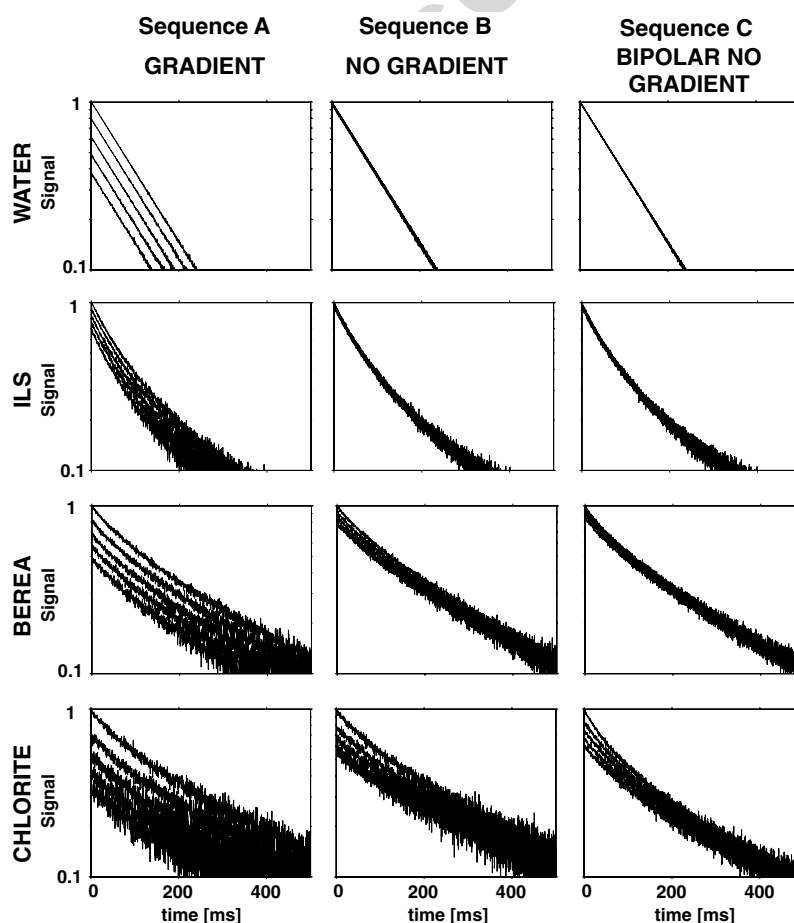 Sequence A
GRADIENT
Sequence B
NO GRADIENT
Sequence C
BIPOLAR NO
GRADIENT
WATER
Signal
1
0.1
ILS
Signal
1
0.1
BEREA
Signal
1
0.1
CHLORITE
Signal
1
0.1
0 200 400
time [ms]
0 200 400
time [ms]
0 200 400
time [ms]